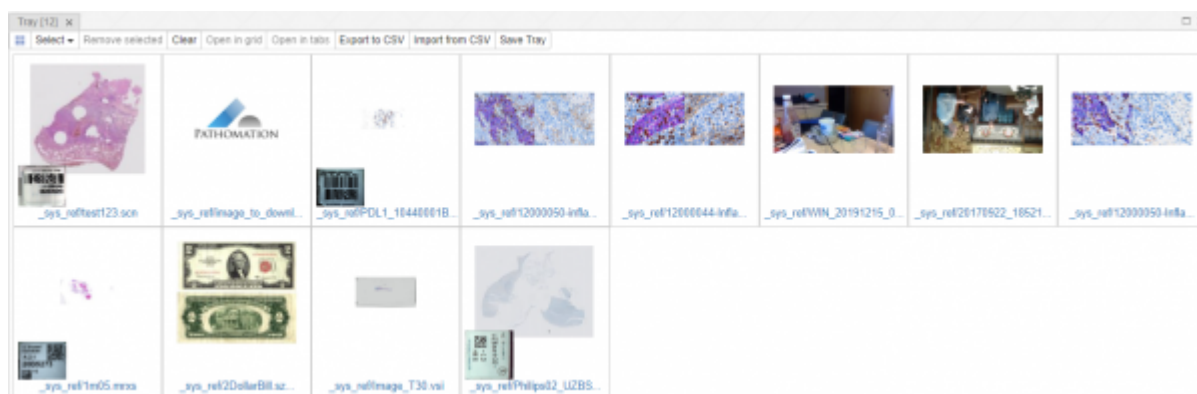 Tray [12] ×
Select Remove selected Clear Open in grid Open in tabs Export to CSV Import from CSV Save Tray
PATHOMATION
_sys_ref/test123.scn _sys_ref/image_to_downl... _sys_ref/PDL1_10440001B... _sys_ref/12000050-infla... _sys_ref/12000044-Infla... _sys_ref/WIN_20191215_0... _sys_ref/20170922_18521... _sys_ref/12000050-Infla...
2 2
_sys_ref/1m05.mrxs _sys_ref/2DollarBill.sz... _sys_ref/Image_T30.vsi _sys_ref/Philips02_UZBS...